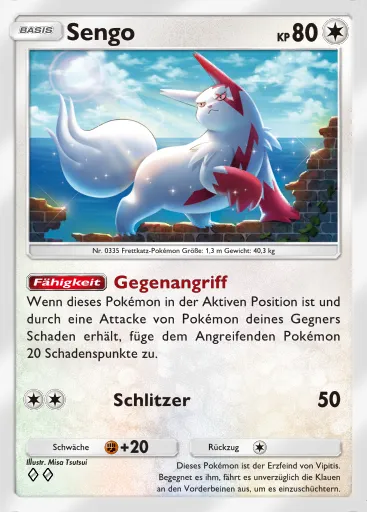 BASIS Sengo KP 80
Nr. 0335 Frettkatz-Pokémon Größe: 1,3 m Gewicht: 40,3 kg
Fähigkeit Gegenangriff
Wenn dieses Pokémon in der Aktiven Position ist und
durch eine Attacke von Pokémon deines Gegners
Schaden erhält, füge dem Angreifenden Pokémon
20 Schadenspunkte zu.
Schlitzer 50
Schwäche +20 Rückzug
Illustr. Misa Tsutsui
Dieses Pokémon ist der Erzfeind von Vipitis.
Begegnet es ihm, fährt es unverzüglich die Klauen
an den Vorderbeinen aus, um es einzuschüchtern.